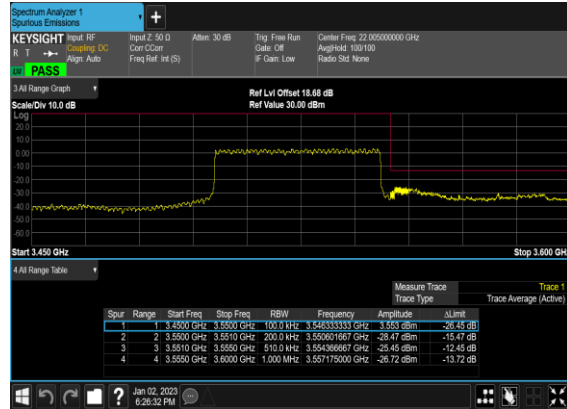 Spectrum Analyzer 1
Spurious Emissions
+
KEYSIGHT Input: RF Input Z: 50 Ω Atten: 30 dB Trig: Free Run Center Freq: 22.005000000 GHz
R T Coupling: DC Corr CCorr Gate: Off Avg|Hold: 100/100
Align: Auto Freq Ref: Int (S) IF Gain: Low Radio Std: None
PASS
3 All Range Graph
Ref Lvl Offset 18.68 dB
Scale/Div 10.0 dB Ref Value 30.00 dBm
Log
20.0
10.0
0.00
-10.0
-20.0
-30.0
-40.0
-50.0
-60.0
Start 3.450 GHz Stop 3.600 GH
4 All Range Table
Measure Trace Trace 1
Trace Type Trace Average (Active)
Spur Range Start Freq Stop Freq RBW Frequency Amplitude ΔLimit
1 1 3.4500 GHz 3.5500 GHz 100.0 kHz 3.546333333 GHz 3.553 dBm -26.45 dB
2 2 3.5500 GHz 3.5510 GHz 200.0 kHz 3.550601667 GHz -28.47 dBm -15.47 dB
3 3 3.5510 GHz 3.5550 GHz 510.0 kHz 3.554366667 GHz -25.45 dBm -12.45 dB
4 4 3.5550 GHz 3.6000 GHz 1.000 MHz 3.557175000 GHz -26.72 dBm -13.72 dB
? Jan 02, 2023
6:26:32 PM